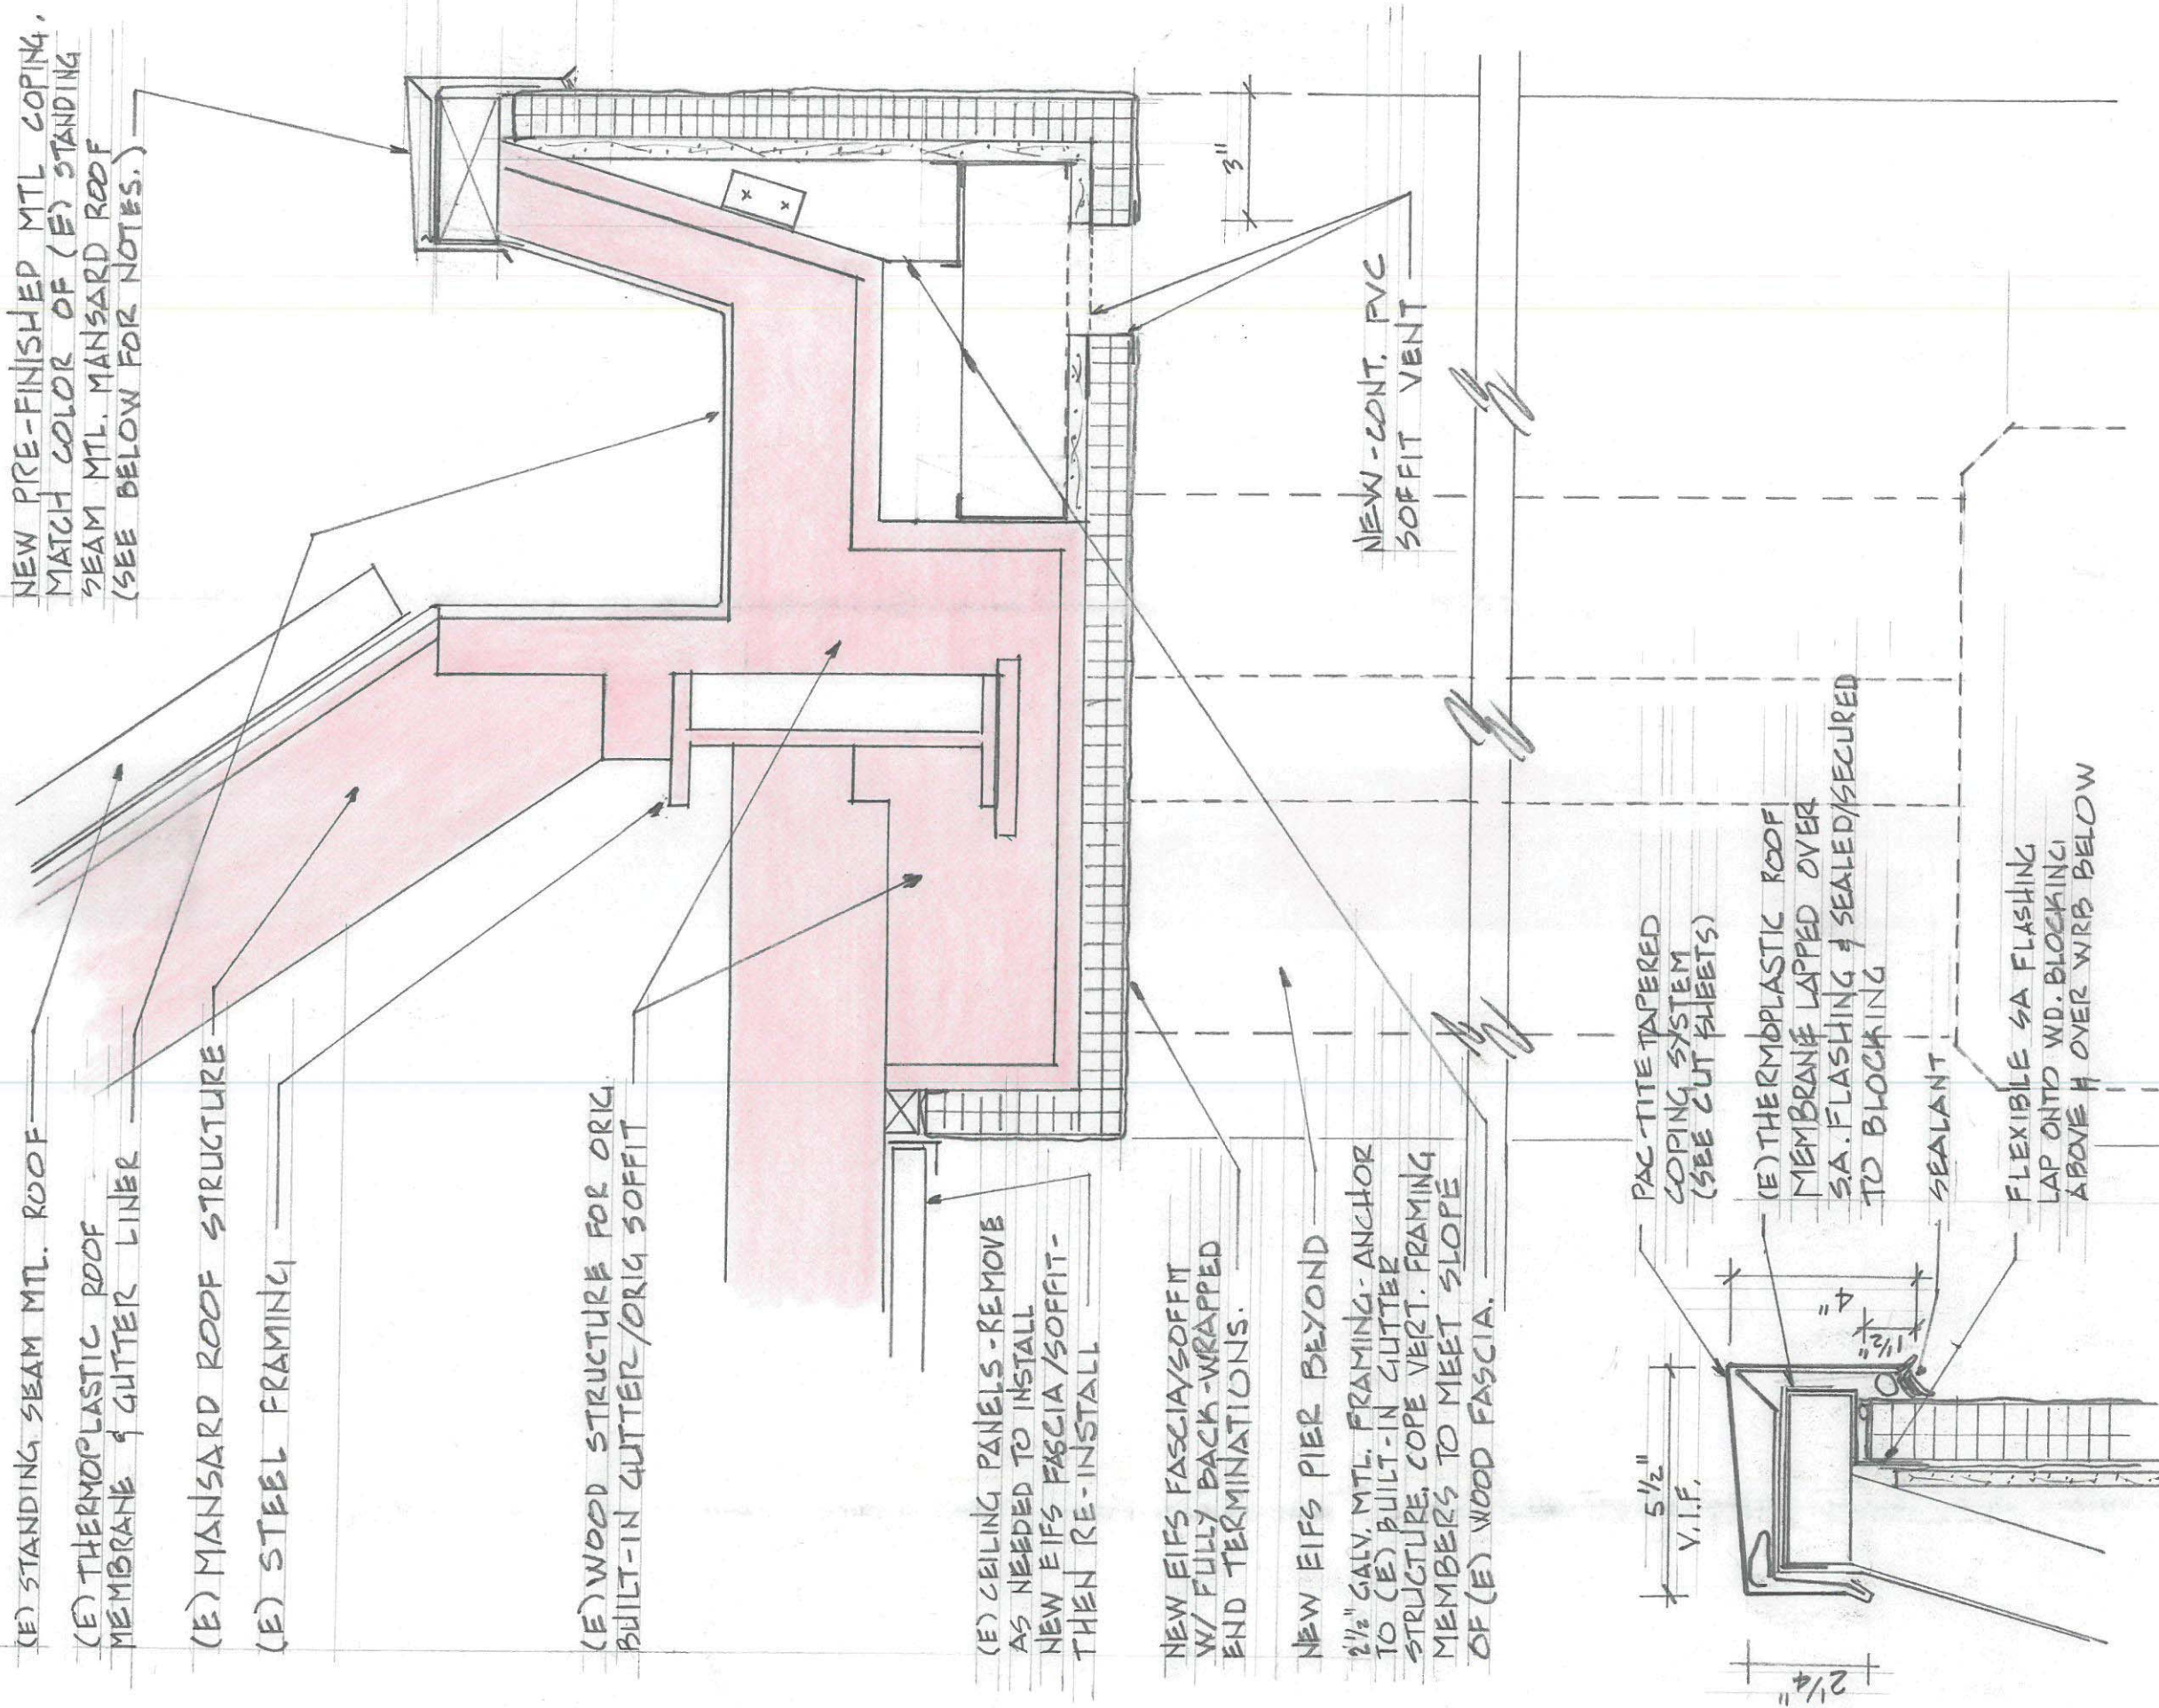 NEW PRE-FINISHED MTL COPING.
MATCH COLOR OF (E) STANDING
SEAM MTL. MANSARD ROOF
(SEE BELOW FOR NOTES.)
(E) STANDING SEAM MTL. ROOF
(E) THERMOPLASTIC ROOF
MEMBRANE & GUTTER LINER
(E) MANSARD ROOF STRUCTURE
(E) STEEL FRAMING
(E) WOOD STRUCTURE FOR ORIG.
BUILT-IN GUTTER/ORIG SOFFIT
(E) CEILING PANELS-REMOVE
AS NEEDED TO INSTALL
NEW EIFS FASCIA/SOFFIT-
THEN RE-INSTALL
NEW EIFS FASCIA/SOFFIT
W/ FULLY BACK-WRAPPED
END TERMINATIONS.
NEW EIFS PIER BEYOND
2½" GALV. MTL. FRAMING-ANCHOR
TO (E) BUILT-IN GUTTER
STRUCTURE. COPE VERT. FRAMING
MEMBERS TO MEET SLOPE
OF (E) WOOD FASCIA.
3"
NEW-CONT. PVC
SOFFIT VENT
PAC-TITE TAPERED
COPING SYSTEM
(SEE CUT SHEETS)
(E) THERMOPLASTIC ROOF
MEMBRANE LAPPED OVER
S.A. FLASHING & SEALED/SECURED
TO BLOCKING
SEALANT
FLEXIBILE SA FLASHING
LAP ONTO WD. BLOCKING
ABOVE & OVER WRB BELOW
5½"
V.I.F.
4"
1½"
2¼"